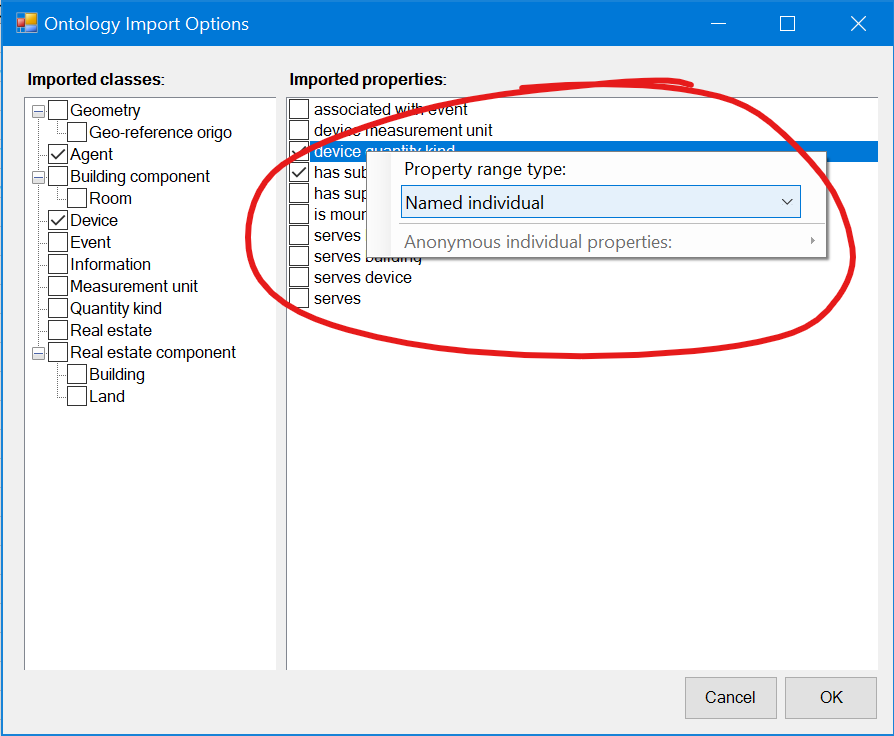 Ontology Import Options
Imported classes:
Geometry
Geo-reference origo
Agent
Building component
Room
Device
Event
Information
Measurement unit
Quantity kind
Real estate
Real estate component
Building
Land
Imported properties:
associated with event
device measurement unit
device quantity kind
has sub
has sup
is moun
serves
serves building
serves device
serves
Property range type:
Named individual
Anonymous individual properties:
Cancel
OK